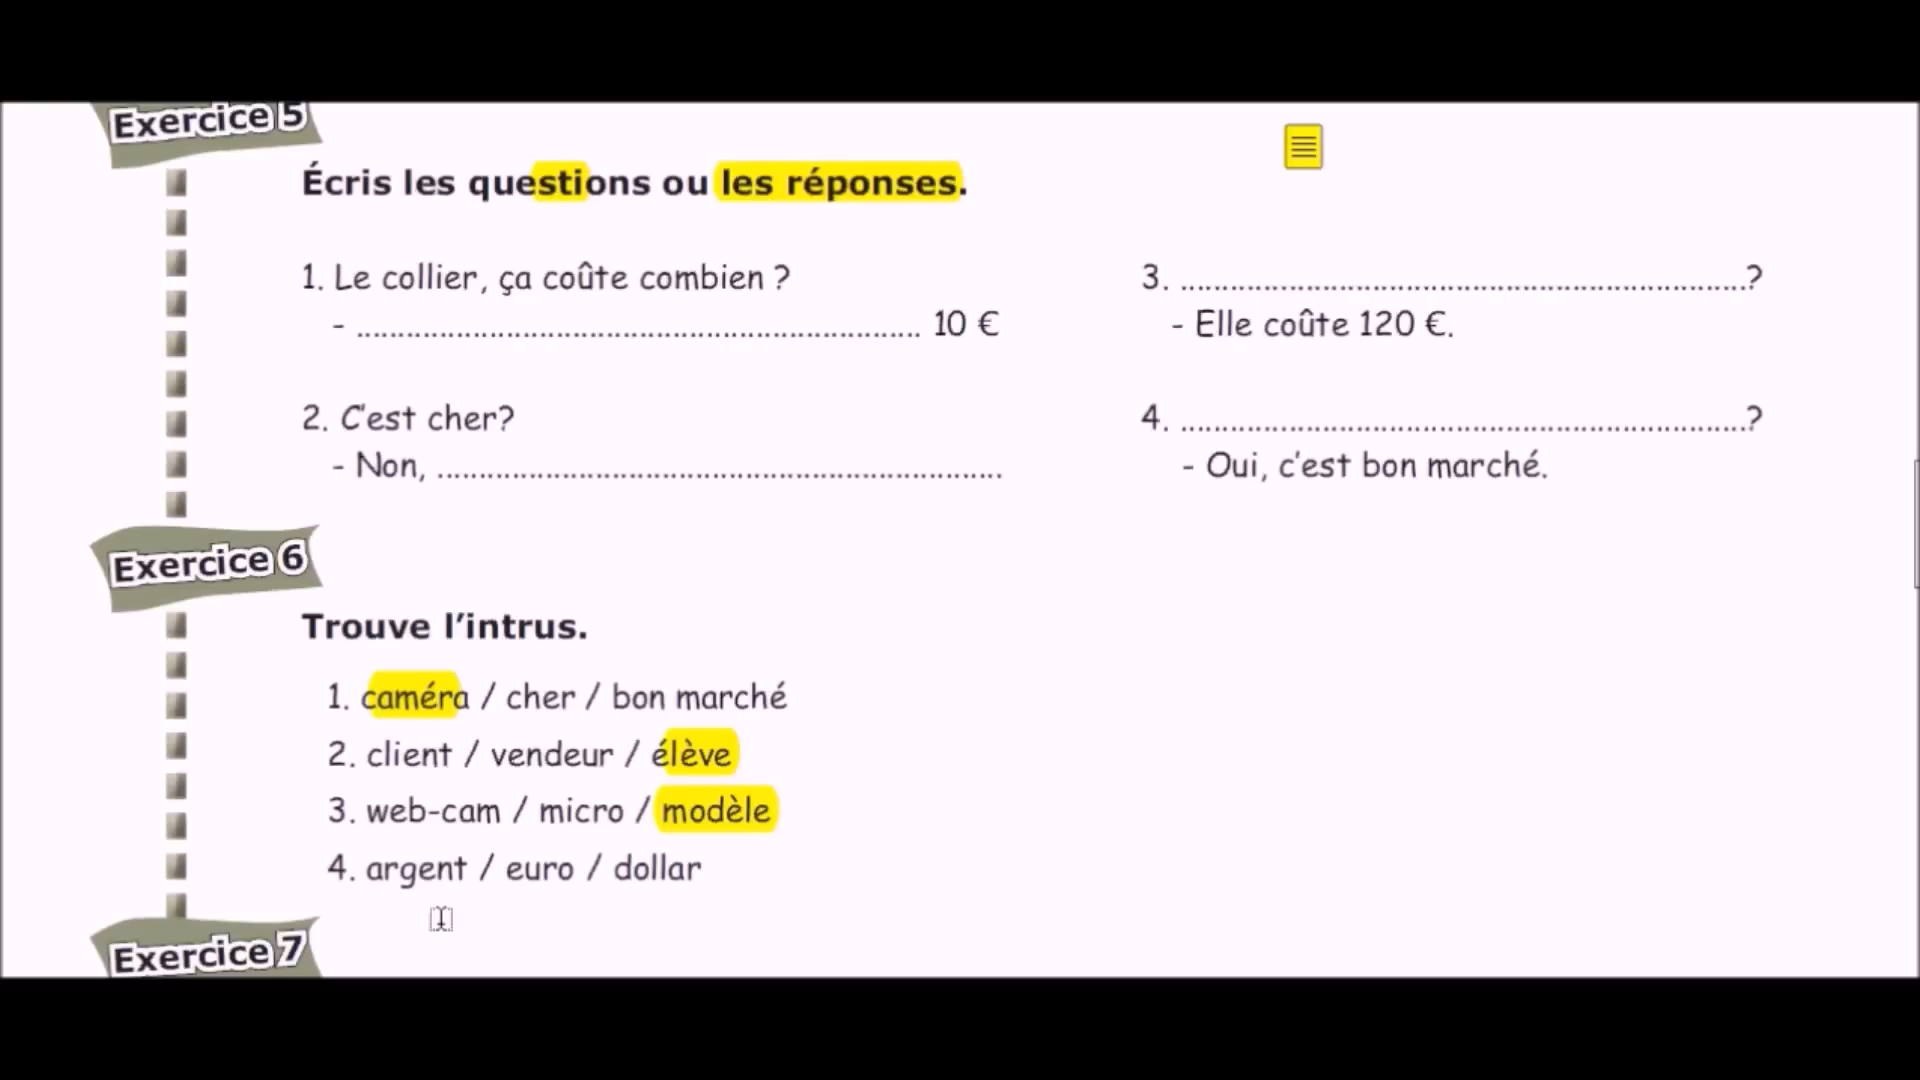 Exercice 5
Écris les questions ou les réponses.
1. Le collier, ça coûte combien ?
- ........................................................................ 10 €
2. C'est cher?
- Non, ........................................................................
3. ........................................................................?
- Elle coûte 120 €.
4. ........................................................................?
- Oui, c'est bon marché.
Exercice 6
Trouve l'intrus.
1. caméra / cher / bon marché
2. client / vendeur / élève
3. web-cam / micro / modèle
4. argent / euro / dollar
Exercice 7